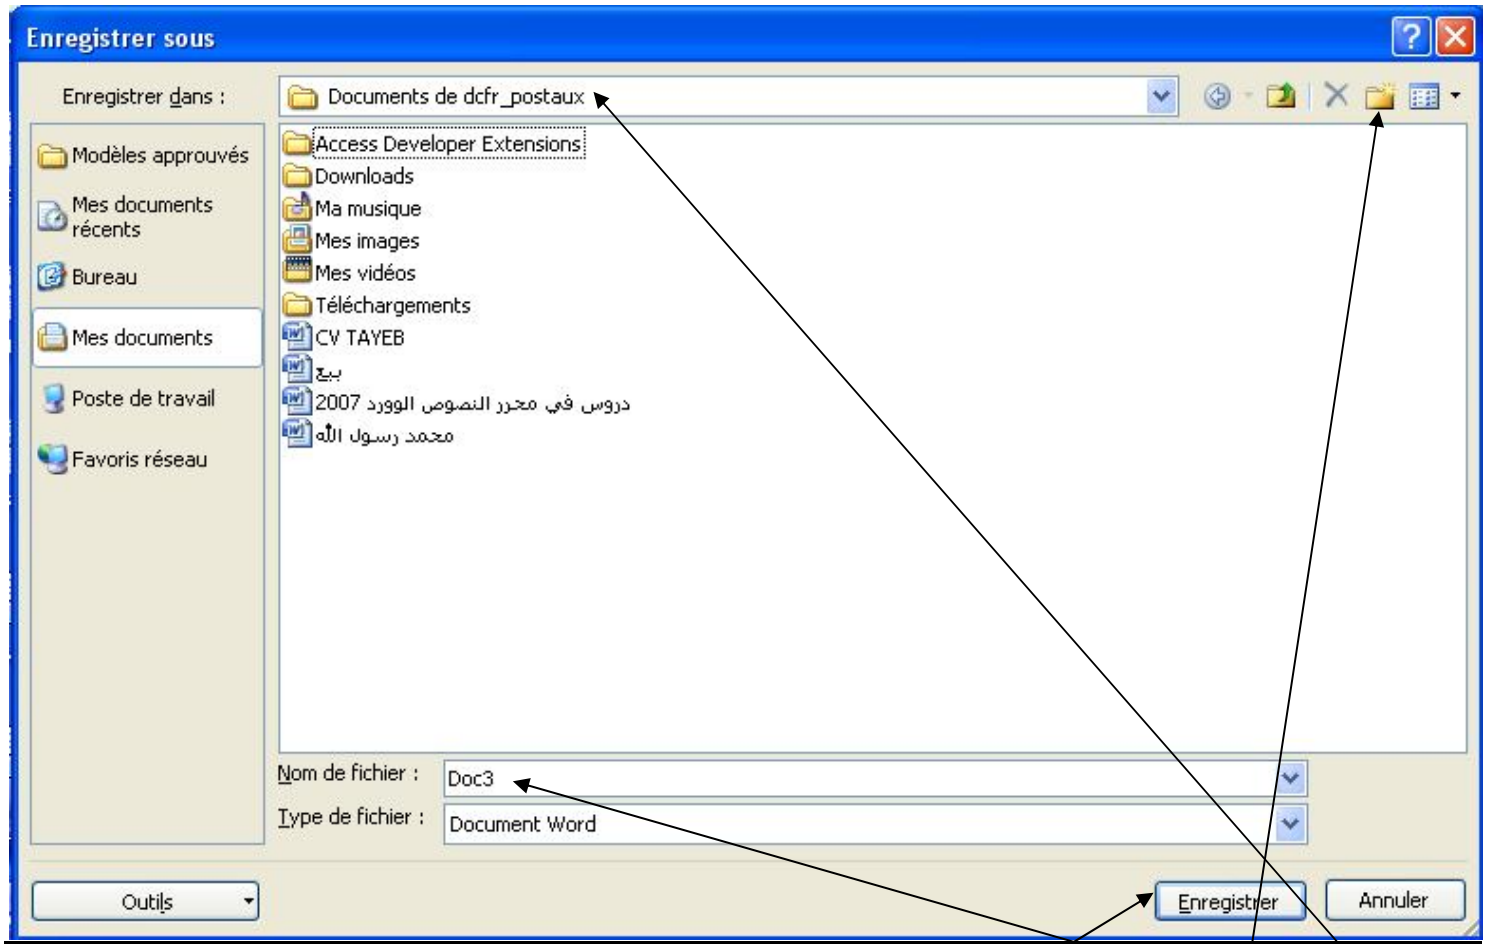 Enregistrer sous
Enregistrer dans :
Documents de dcfr_postaux
Modèles approuvés
Mes documents
récents
Bureau
Mes documents
Poste de travail
Favoris réseau
Access Developer Extensions
Downloads
Ma musique
Mes images
Mes vidéos
Téléchargements
CV TAYEB
بيع
دروس في محرر النصوص الوورد 2007
محمد رسول الله
Nom de fichier :
Doc3
Type de fichier :
Document Word
Outils
Enregistrer
Annuler